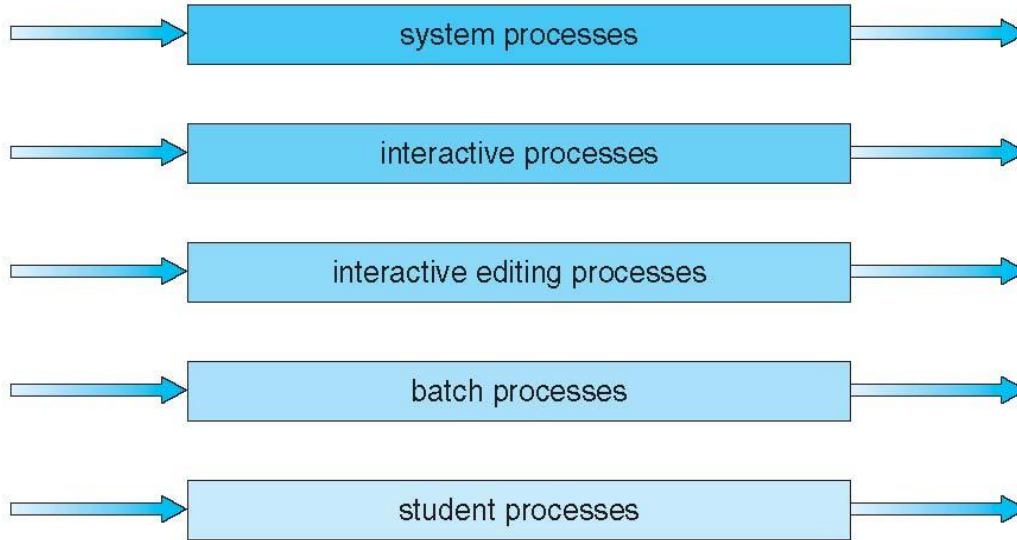 system processes
interactive processes
interactive editing processes
batch processes
student processes